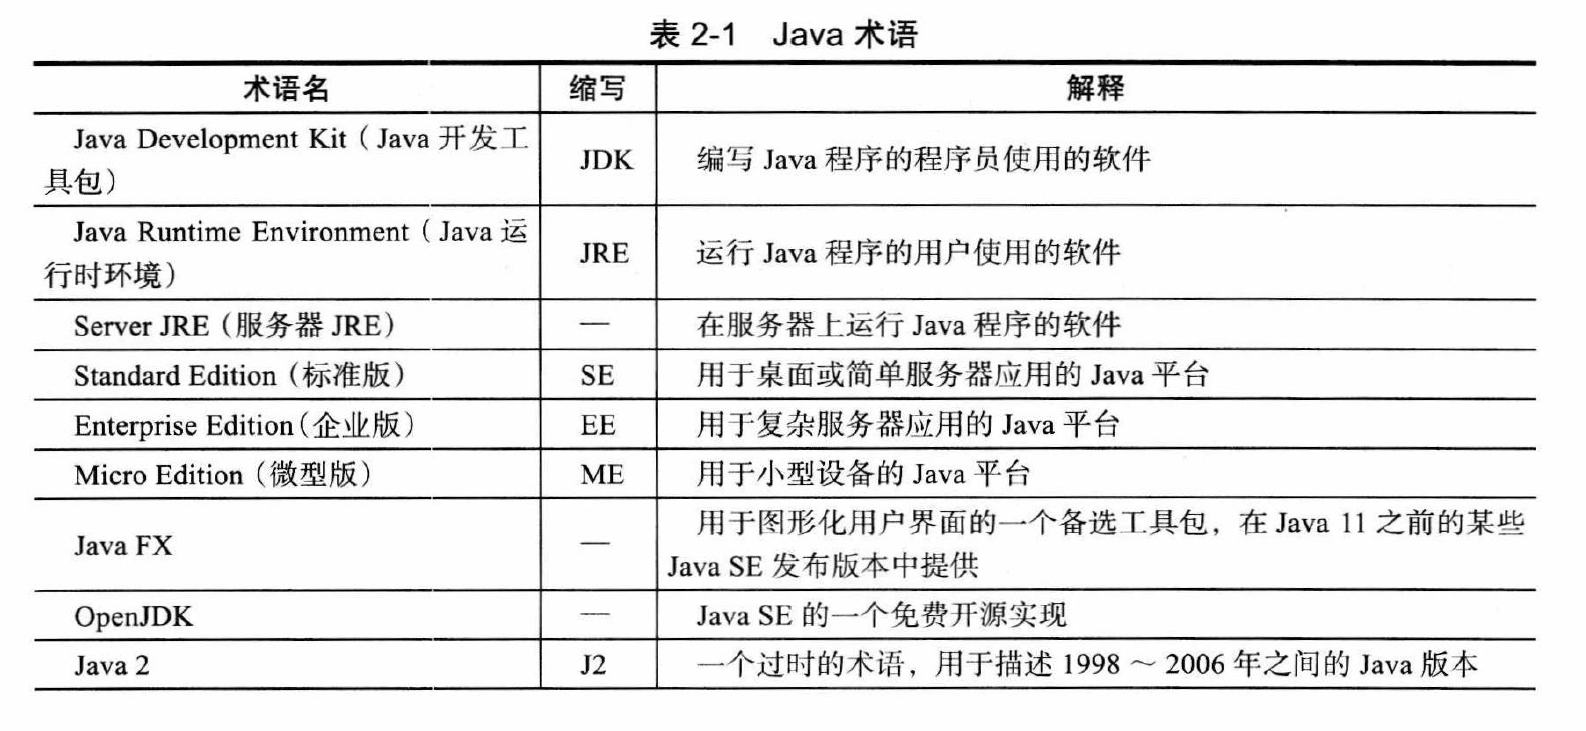 表 2-1 Java 术语
术语名 缩写 解释
Java Development Kit（Java 开发工
具包） JDK 编写 Java 程序的程序员使用的软件
Java Runtime Environment（Java 运
行时环境） JRE 运行 Java 程序的用户使用的软件
Server JRE（服务器 JRE） — 在服务器上运行 Java 程序的软件
Standard Edition（标准版） SE 用于桌面或简单服务器应用的 Java 平台
Enterprise Edition（企业版） EE 用于复杂服务器应用的 Java 平台
Micro Edition（微型版） ME 用于小型设备的 Java 平台
Java FX — 用于图形化用户界面的一个备选工具包，在 Java 11 之前的某些
Java SE 发布版本中提供
OpenJDK — Java SE 的一个免费开源实现
Java 2 J2 一个过时的术语，用于描述 1998 ～ 2006 年之间的 Java 版本